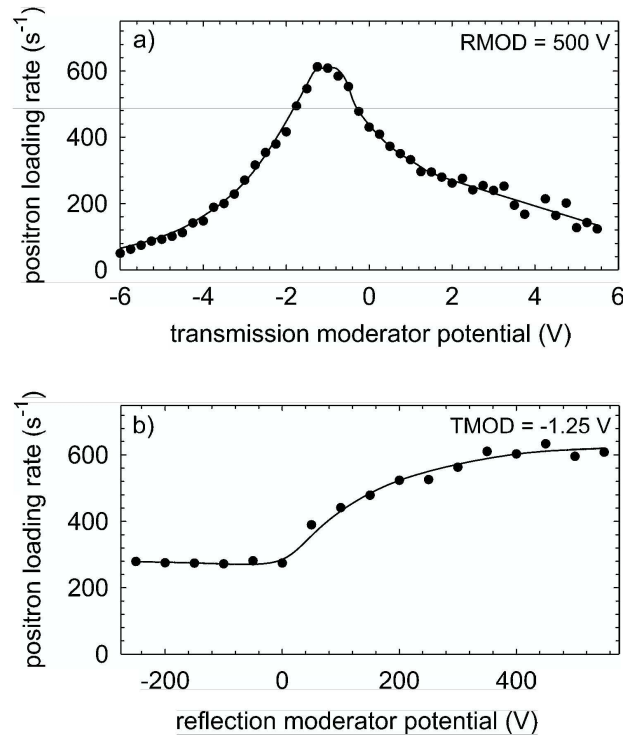 a)
RMOD = 500 V
positron loading rate (s⁻¹)
600
400
200
0
-6
-4
-2
0
2
4
6
transmission moderator potential (V)
b)
TMOD = -1.25 V
positron loading rate (s⁻¹)
600
400
200
0
-200
0
200
400
reflection moderator potential (V)